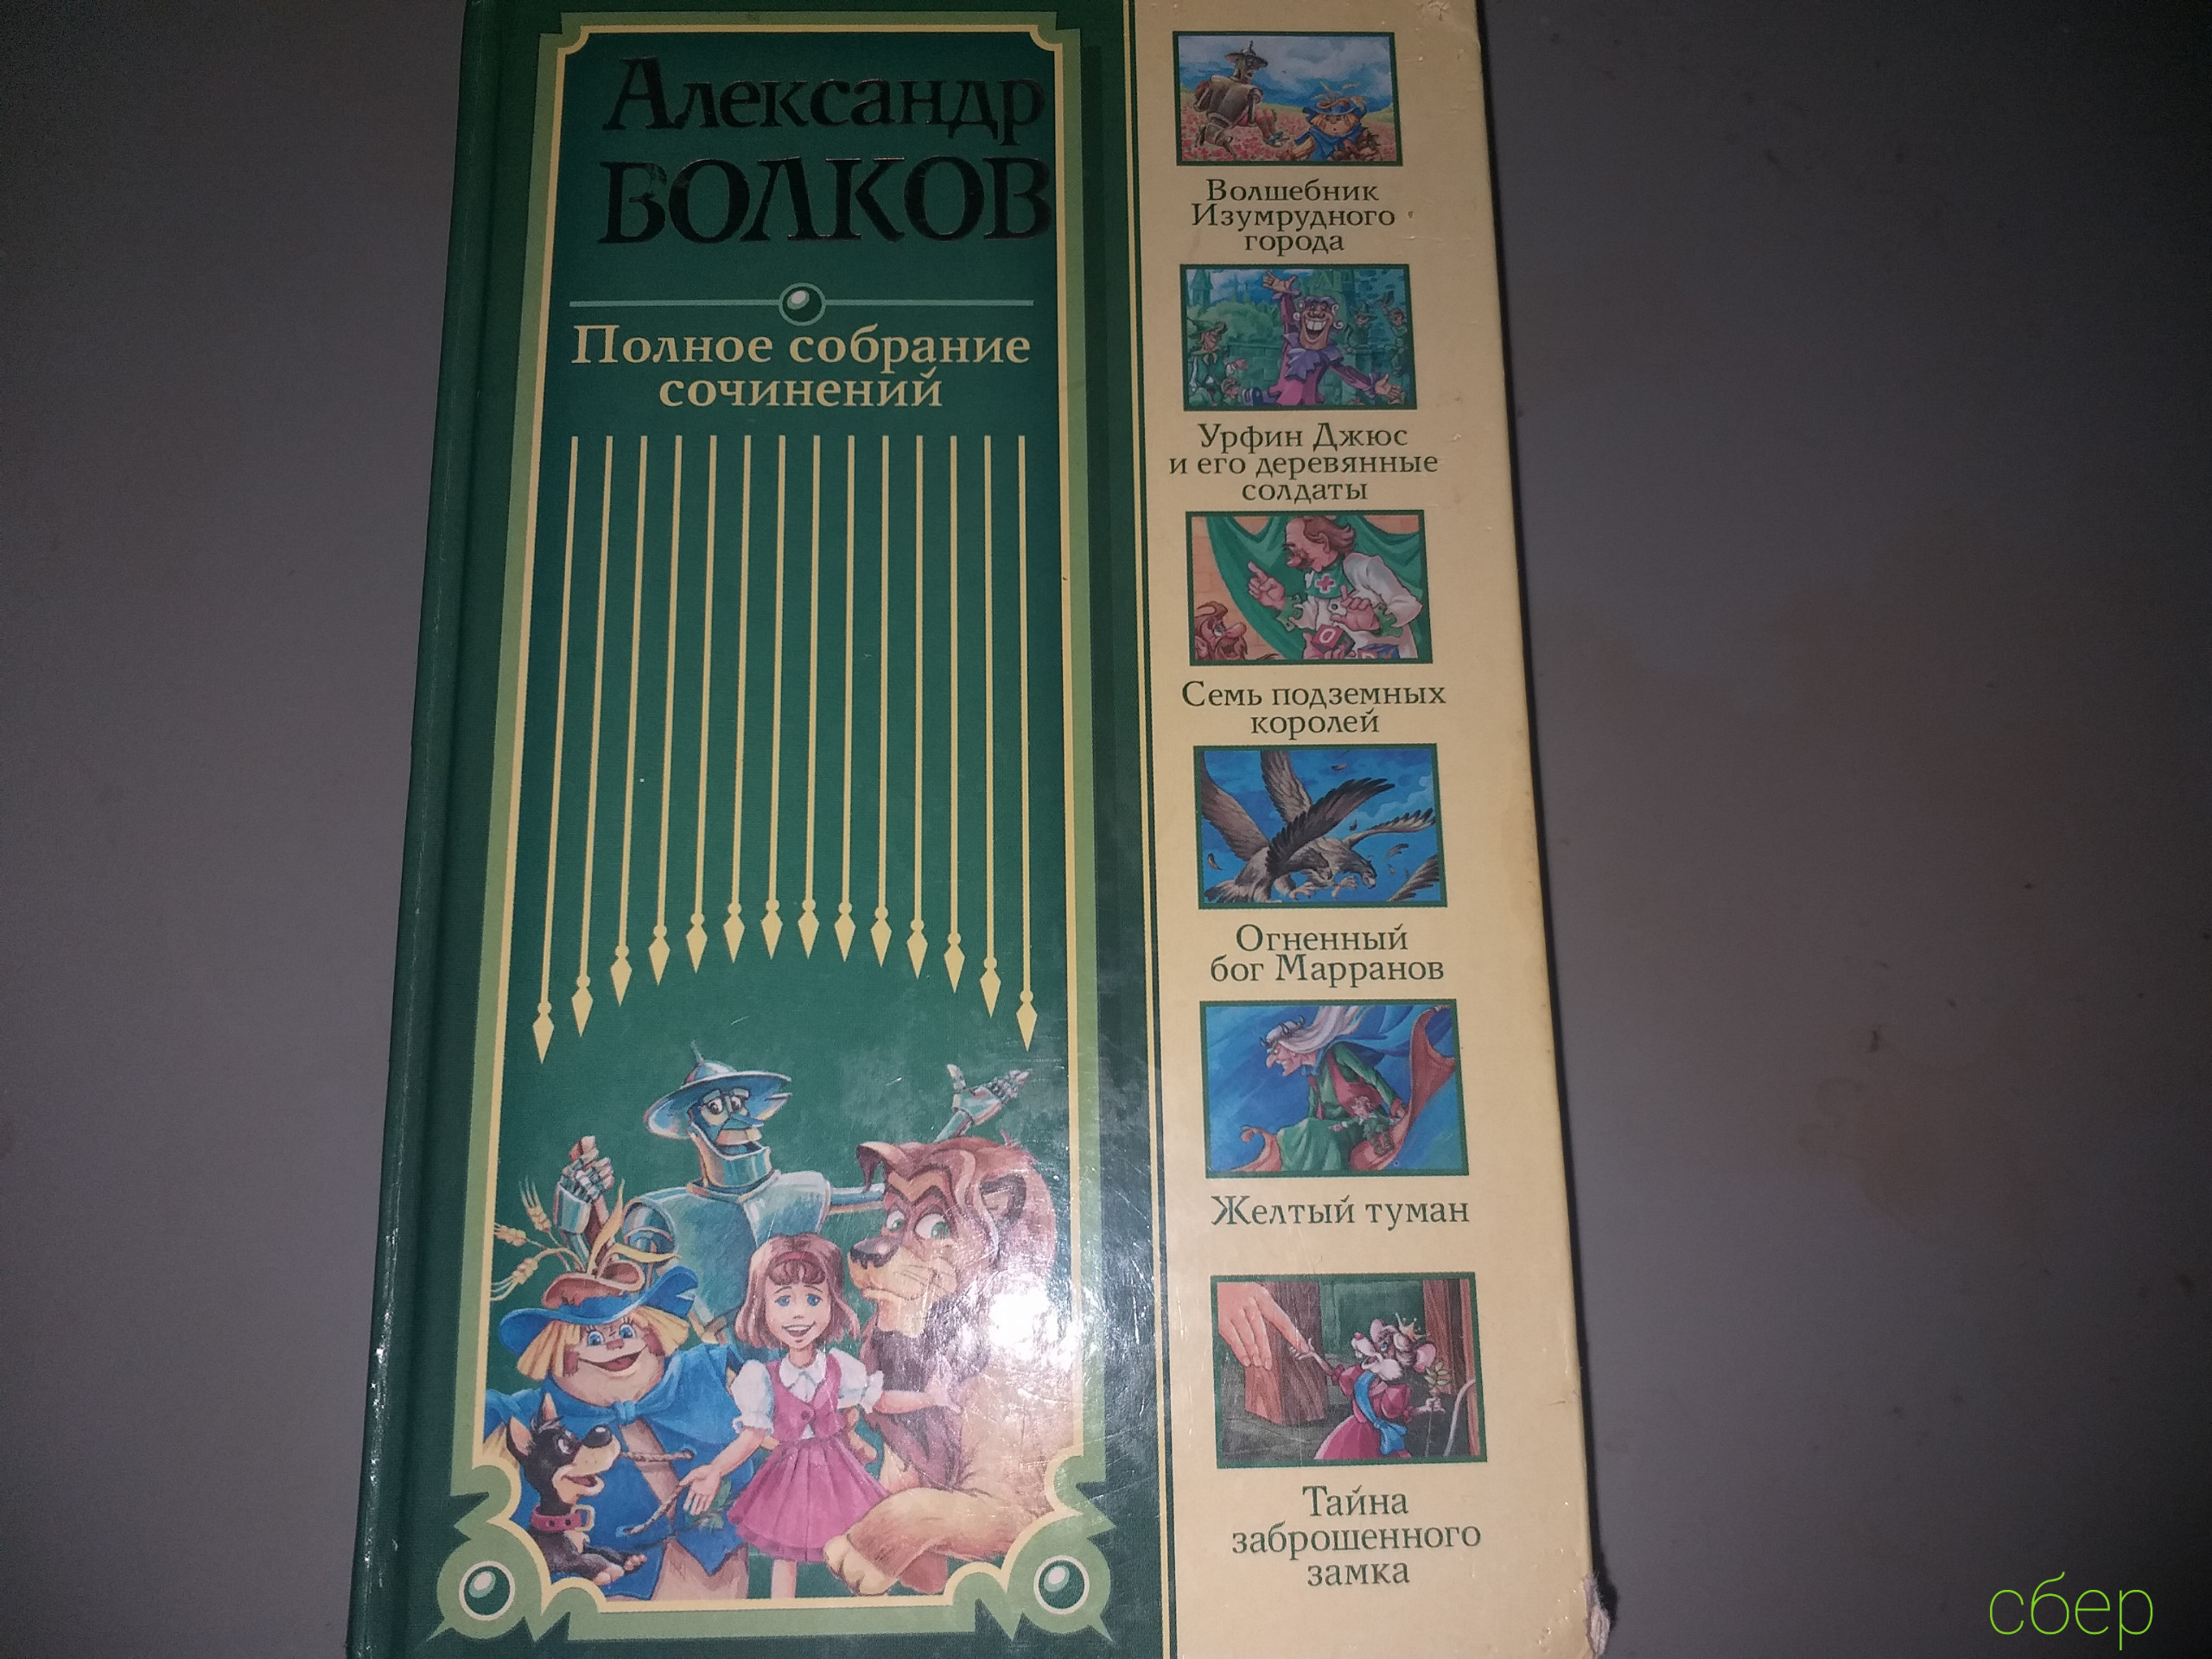 Александр
ВОЛКОВ
Полное собрание
сочинений
Волшебник
Изумрудного
города
Урфин Джюс
и его деревянные
солдаты
Семь подземных
королей
Огненный
бог Марранов
Желтый туман
Тайна
заброшенного
замка
сбер